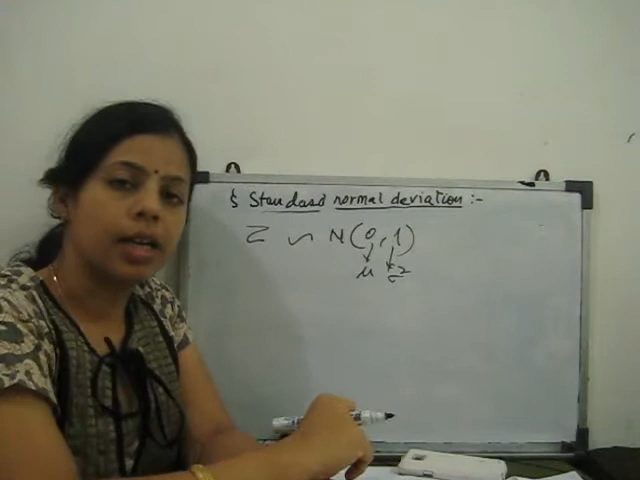 § Standard normal deviation :-
Z ∽ N(0,1)
μ σ2